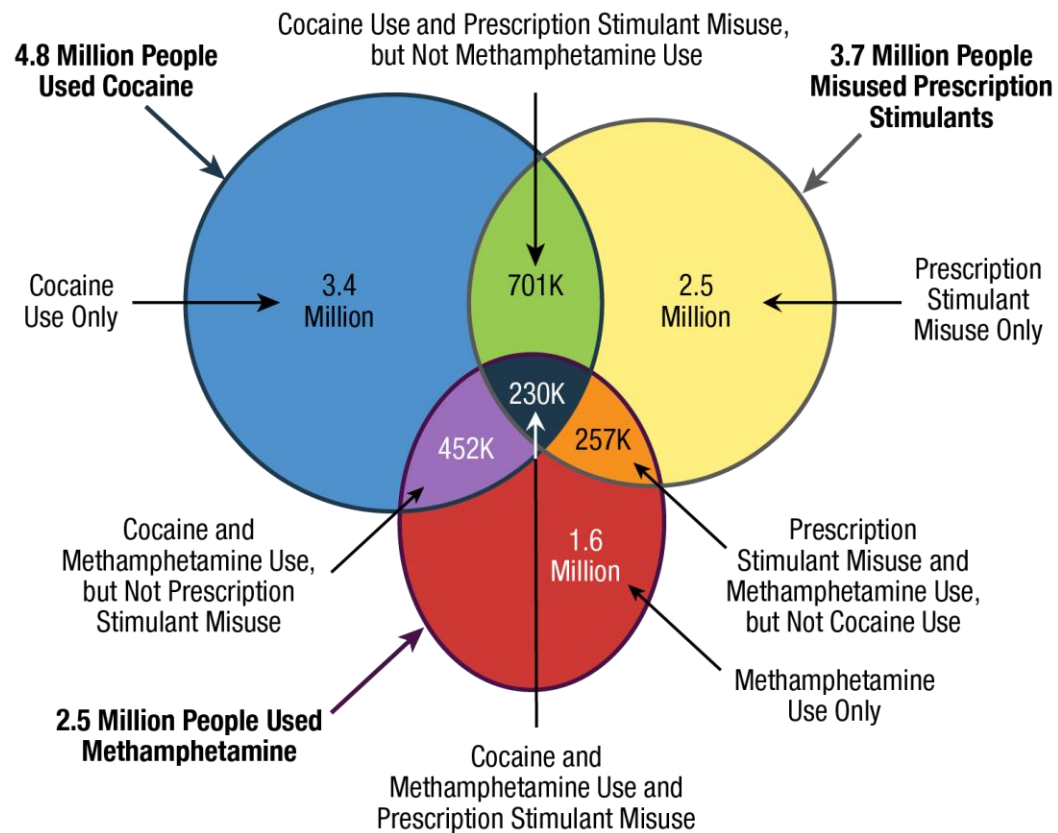 Cocaine Use and Prescription Stimulant Misuse,
but Not Methamphetamine Use
4.8 Million People
Used Cocaine
3.7 Million People
Misused Prescription
Stimulants
Cocaine
Use Only
3.4
Million
701K
2.5
Million
Prescription
Stimulant
Misuse Only
230K
452K
257K
Cocaine and
Methamphetamine Use,
but Not Prescription
Stimulant Misuse
1.6
Million
Prescription
Stimulant Misuse and
Methamphetamine Use,
but Not Cocaine Use
Methamphetamine
Use Only
2.5 Million People Used
Methamphetamine
Cocaine and
Methamphetamine Use and
Prescription Stimulant Misuse